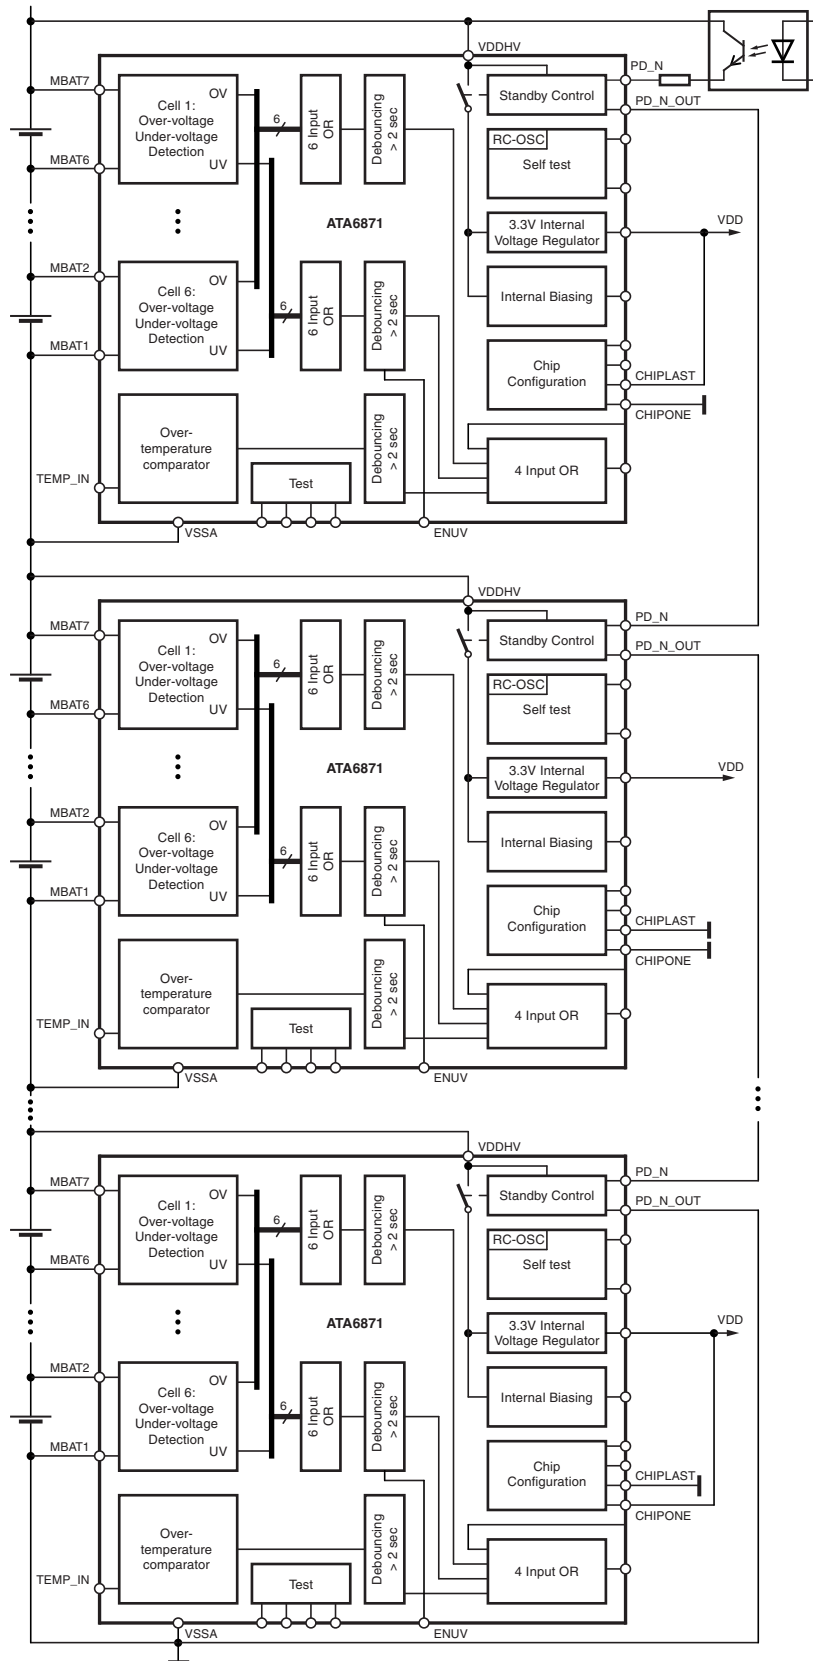 VDDHV
PD_N
MBAT7
Cell 1:
Over-voltage
Under-voltage
Detection
OV
UV
6
6 Input
OR
Debouncing
> 2 sec
Standby Control
PD_N_OUT
RC-OSC
Self test
MBAT6
ATA6871
3.3V Internal
Voltage Regulator
VDD
MBAT2
Cell 6:
Over-voltage
Under-voltage
Detection
OV
UV
6
6 Input
OR
Debouncing
> 2 sec
Internal Biasing
MBAT1
Chip
Configuration
CHIPLAST
CHIPONE
Over-
temperature
comparator
Debouncing
> 2 sec
TEMP_IN
Test
4 Input OR
VSSA
ENUV
VDDHV
PD_N
MBAT7
Cell 1:
Over-voltage
Under-voltage
Detection
OV
UV
6
6 Input
OR
Debouncing
> 2 sec
Standby Control
PD_N_OUT
RC-OSC
Self test
MBAT6
ATA6871
3.3V Internal
Voltage Regulator
VDD
MBAT2
Cell 6:
Over-voltage
Under-voltage
Detection
OV
UV
6
6 Input
OR
Debouncing
> 2 sec
Internal Biasing
MBAT1
Chip
Configuration
CHIPLAST
CHIPONE
Over-
temperature
comparator
Debouncing
> 2 sec
TEMP_IN
Test
4 Input OR
VSSA
ENUV
VDDHV
PD_N
MBAT7
Cell 1:
Over-voltage
Under-voltage
Detection
OV
UV
6
6 Input
OR
Debouncing
> 2 sec
Standby Control
PD_N_OUT
RC-OSC
Self test
MBAT6
ATA6871
3.3V Internal
Voltage Regulator
VDD
MBAT2
Cell 6:
Over-voltage
Under-voltage
Detection
OV
UV
6
6 Input
OR
Debouncing
> 2 sec
Internal Biasing
MBAT1
Chip
Configuration
CHIPLAST
CHIPONE
Over-
temperature
comparator
Debouncing
> 2 sec
TEMP_IN
Test
4 Input OR
VSSA
ENUV